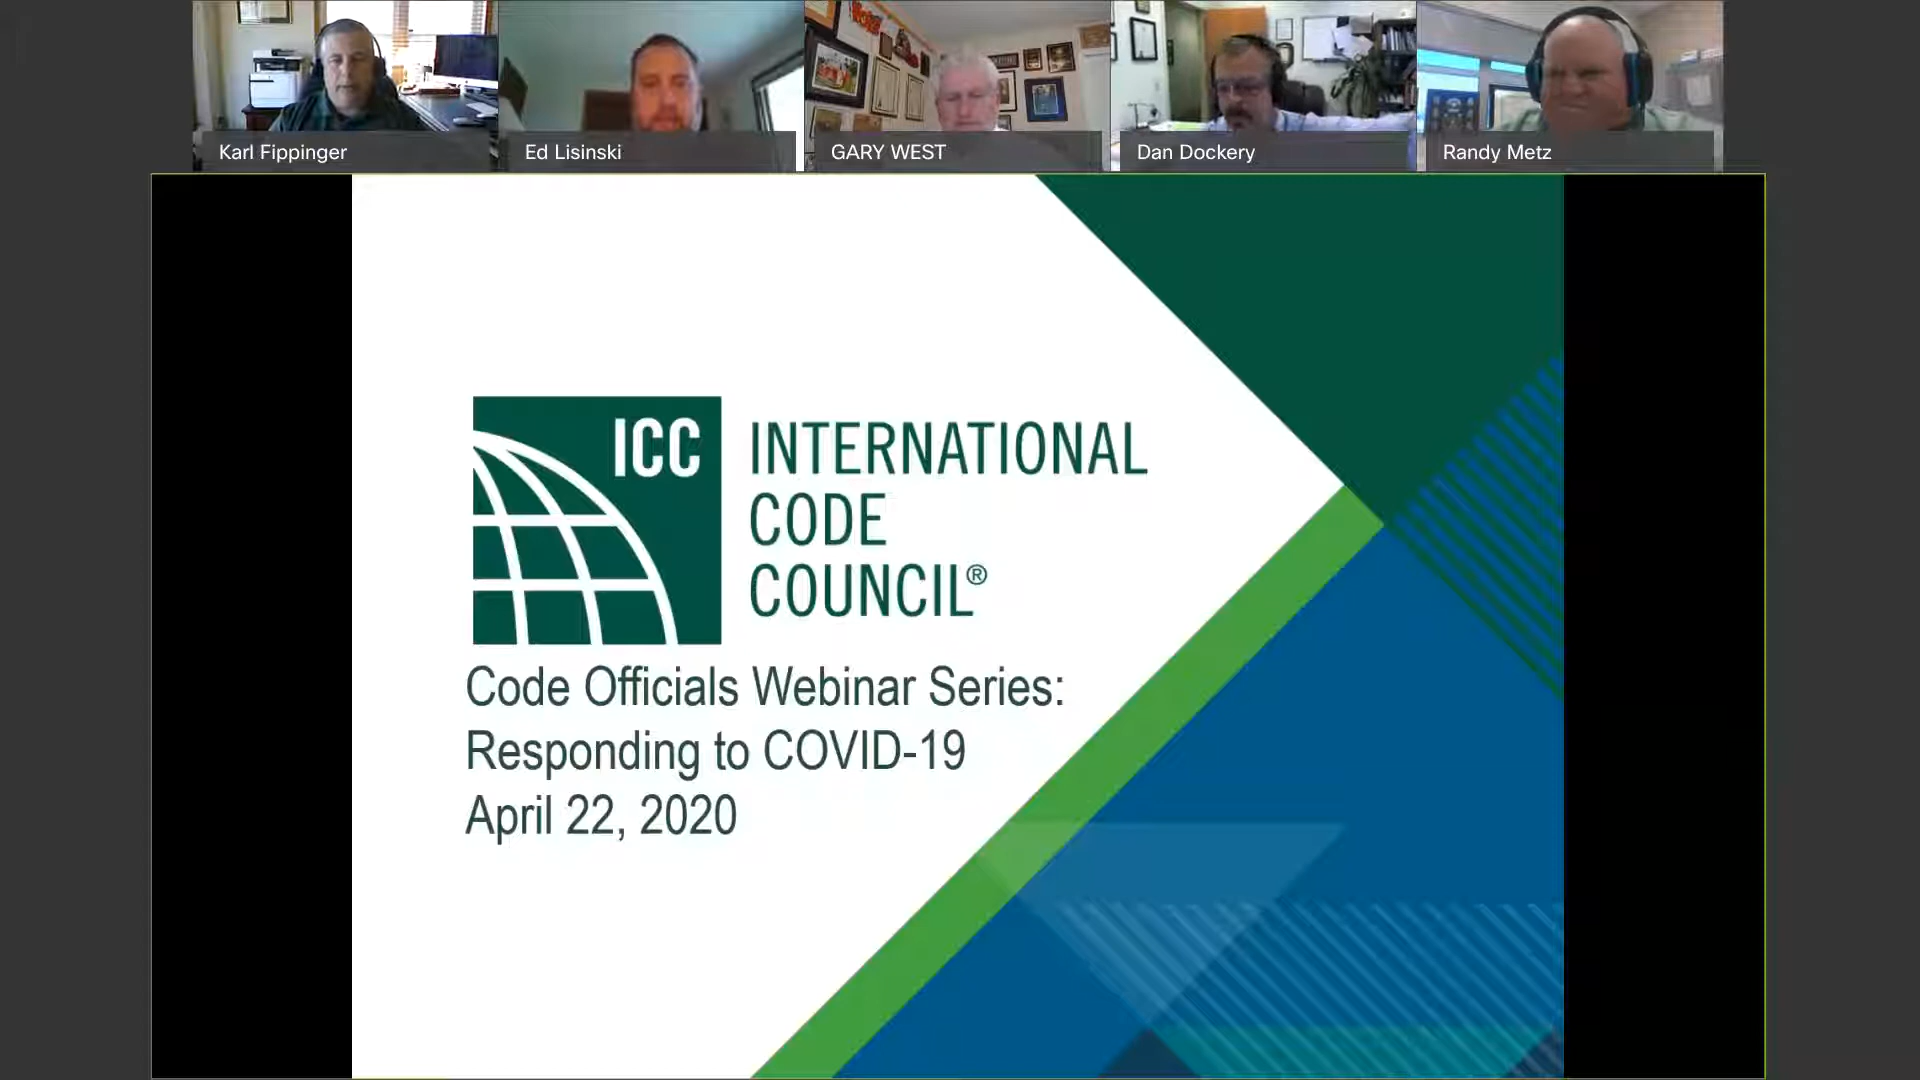 Karl Fippinger
Ed Lisinski
GARY WEST
Dan Dockery
Randy Metz
ICC
INTERNATIONAL
CODE
COUNCIL®
Code Officials Webinar Series:
Responding to COVID-19
April 22, 2020